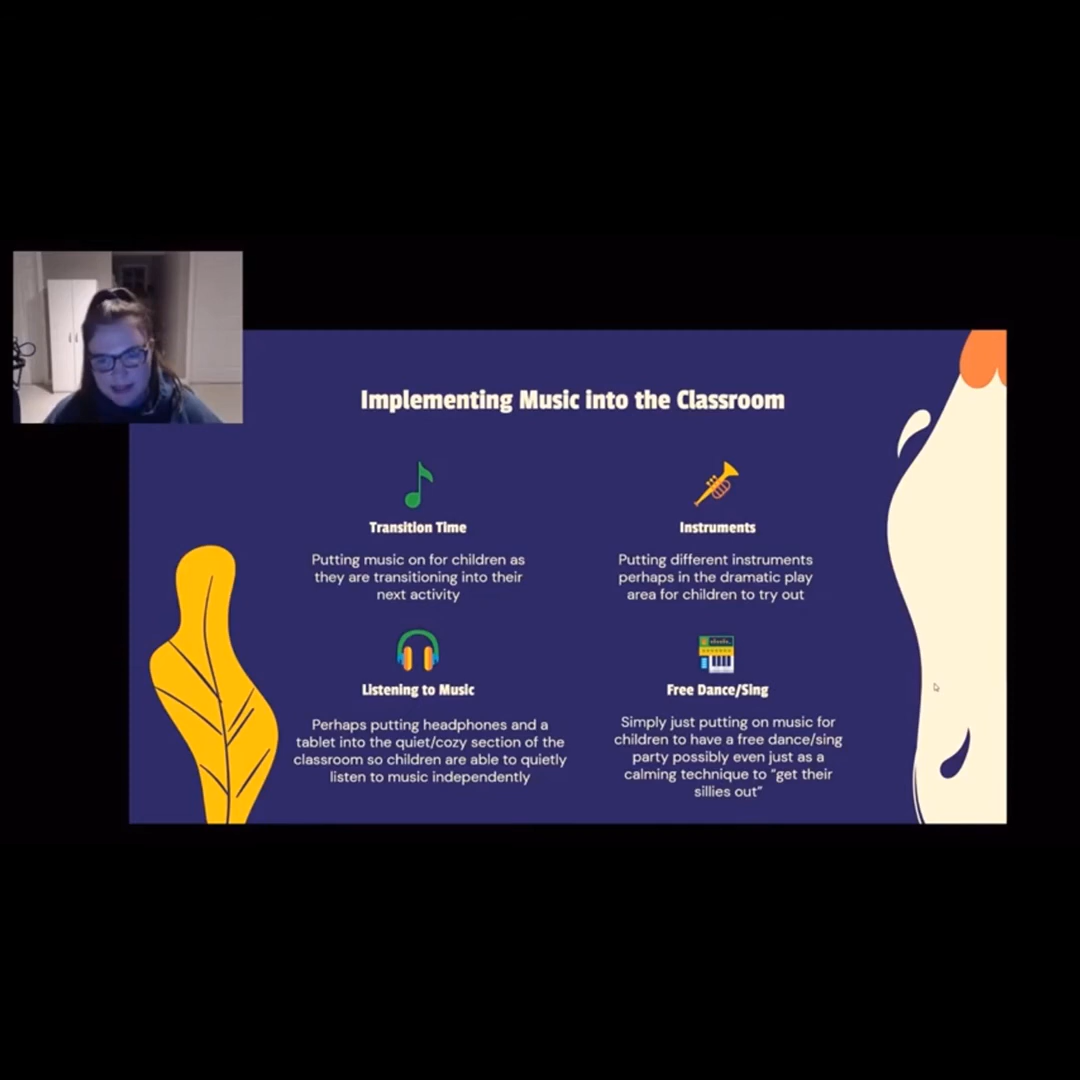 Implementing Music into the Classroom
Transition Time
Putting music on for children as
they are transitioning into their
next activity
Instruments
Putting different instruments
perhaps in the dramatic play
area for children to try out
Listening to Music
Perhaps putting headphones and a
tablet into the quiet/cozy section of the
classroom so children are able to quietly
listen to music independently
Free Dance/Sing
Simply just putting on music for
children to have a free dance/sing
party possibly even just as a
calming technique to "get their
sillies out"